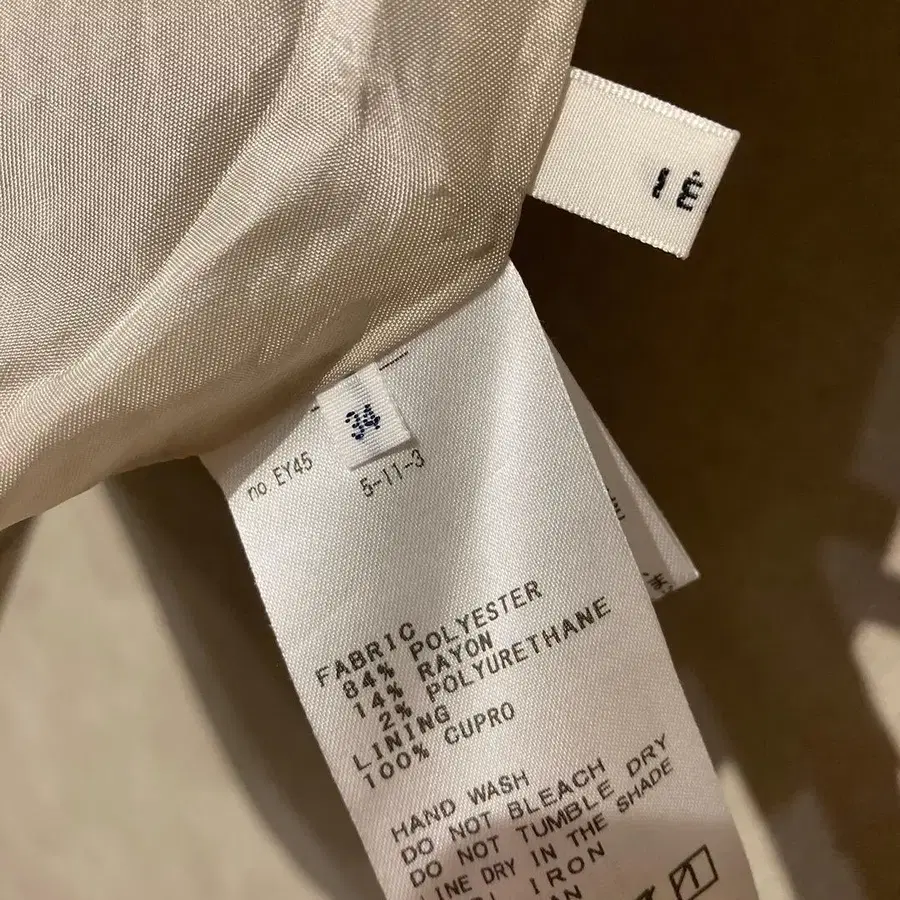 34
no. EY45
5-11-3
FABRIC
84% POLYESTER
14% RAYON
2% POLYURETHANE
LINING
100% CUPRO
HAND WASH
DO NOT BLEACH
DO NOT TUMBLE DRY
LINE DRY IN THE SHADE
IRON